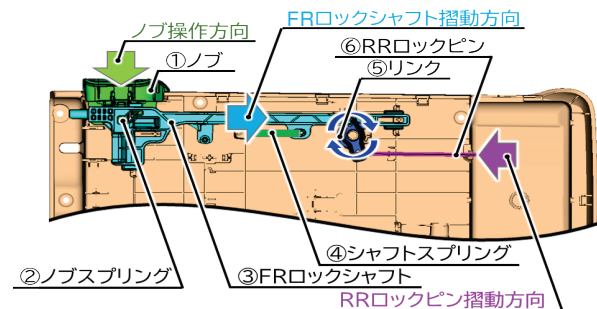 FRロックシャフト摺動方向
ノブ操作方向
⑥RRロックピン
①ノブ
⑤リンク
④シャフトスプリング
②ノブスプリング
③FRロックシャフト
RRロックピン摺動方向